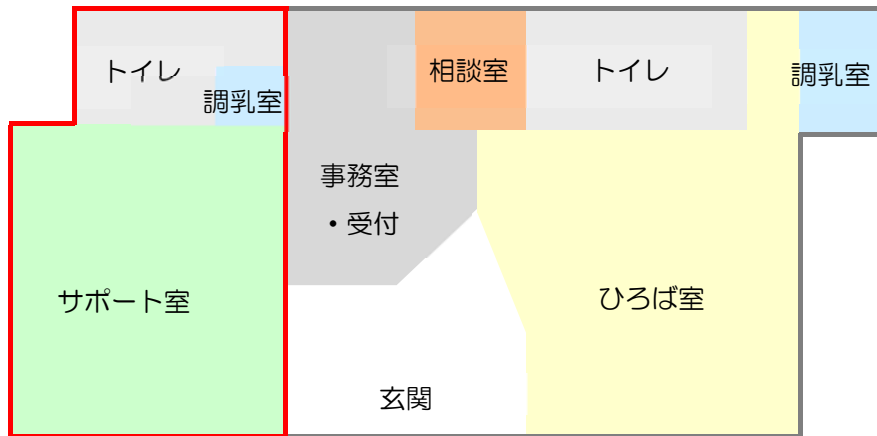 トイレ
調乳室
相談室
トイレ
調乳室
事務室
・受付
サポート室
ひろば室
玄関